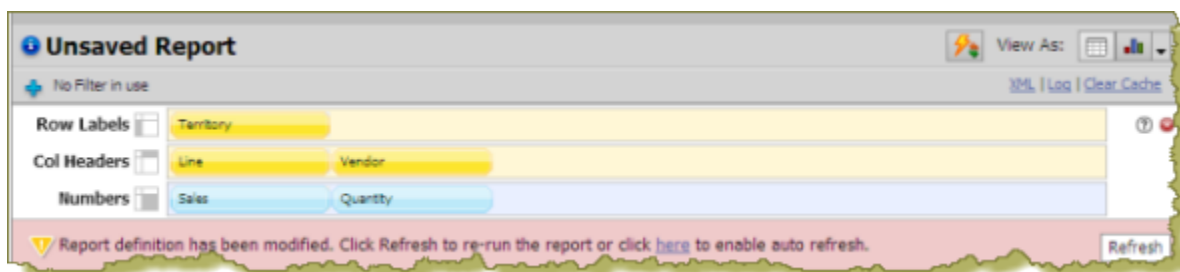 Unsaved Report View As:
No Filter in use XML | Log | Clear Cache
Row Labels Territory
Col Headers Line Vendor
Numbers Sales Quantity
Report definition has been modified. Click Refresh to re-run the report or click here to enable auto refresh. Refresh